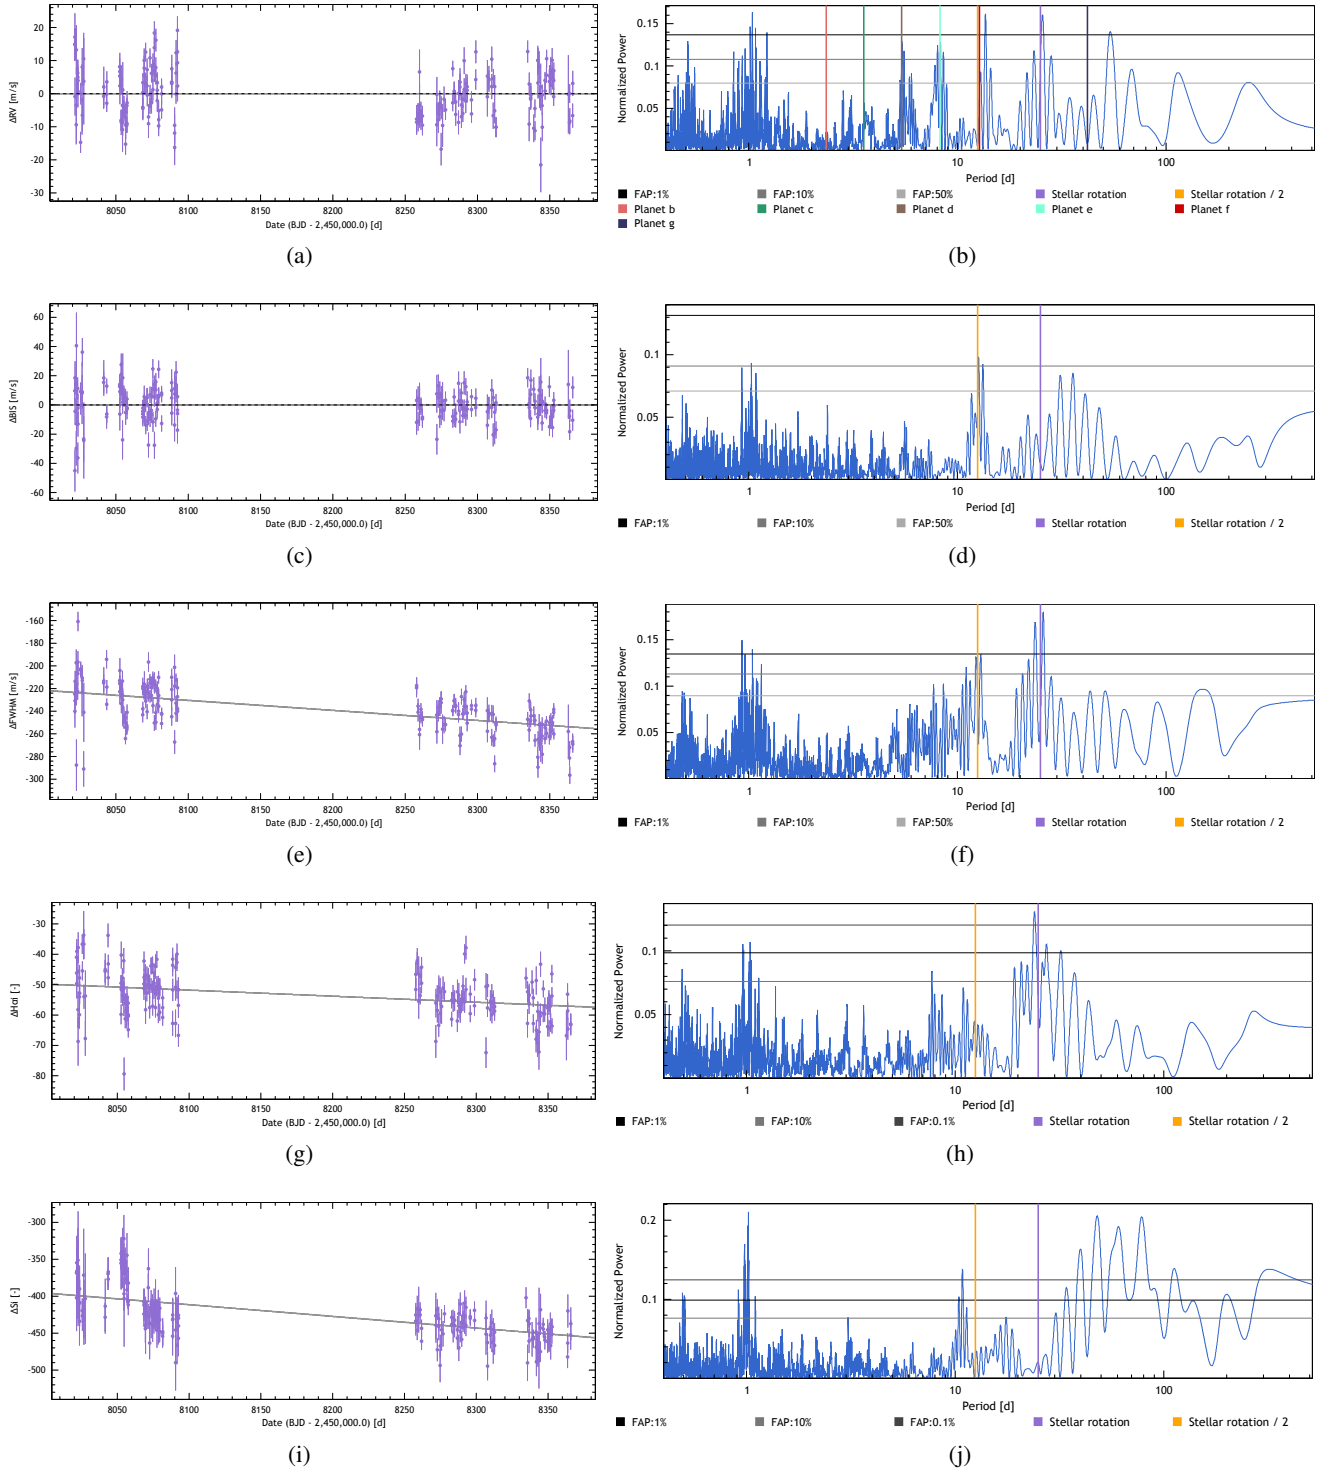 20
10
0
-10
-20
-30
ΔRV [m/s]
8050 8100 8150 8200 8250 8300 8350
Date (BJD - 2,450,000.0) [d]
(a)
0.15
0.1
0.05
Normalized Power
1 10 100
Period [d]
FAP:1% FAP:10% FAP:50% Stellar rotation Stellar rotation / 2
Planet b Planet c Planet d Planet e Planet f
Planet g
(b)
60
40
20
0
-20
-40
-60
ΔBIS [m/s]
8050 8100 8150 8200 8250 8300 8350
Date (BJD - 2,450,000.0) [d]
(c)
0.1
0.05
Normalized Power
1 10 100
Period [d]
FAP:1% FAP:10% FAP:50% Stellar rotation Stellar rotation / 2
(d)
-160
-180
-200
-220
-240
-260
-280
-300
ΔFWHM [m/s]
8050 8100 8150 8200 8250 8300 8350
Date (BJD - 2,450,000.0) [d]
(e)
0.15
0.1
0.05
Normalized Power
1 10 100
Period [d]
FAP:1% FAP:10% FAP:50% Stellar rotation Stellar rotation / 2
(f)
-30
-40
-50
-60
-70
-80
ΔHα [-]
8050 8100 8150 8200 8250 8300 8350
Date (BJD - 2,450,000.0) [d]
(g)
0.1
0.05
Normalized Power
1 10 100
Period [d]
FAP:1% FAP:10% FAP:0.1% Stellar rotation Stellar rotation / 2
(h)
-300
-350
-400
-450
-500
ΔSI [-]
8050 8100 8150 8200 8250 8300 8350
Date (BJD - 2,450,000.0) [d]
(i)
0.2
0.1
Normalized Power
1 10 100
Period [d]
FAP:1% FAP:10% FAP:0.1% Stellar rotation Stellar rotation / 2
(j)